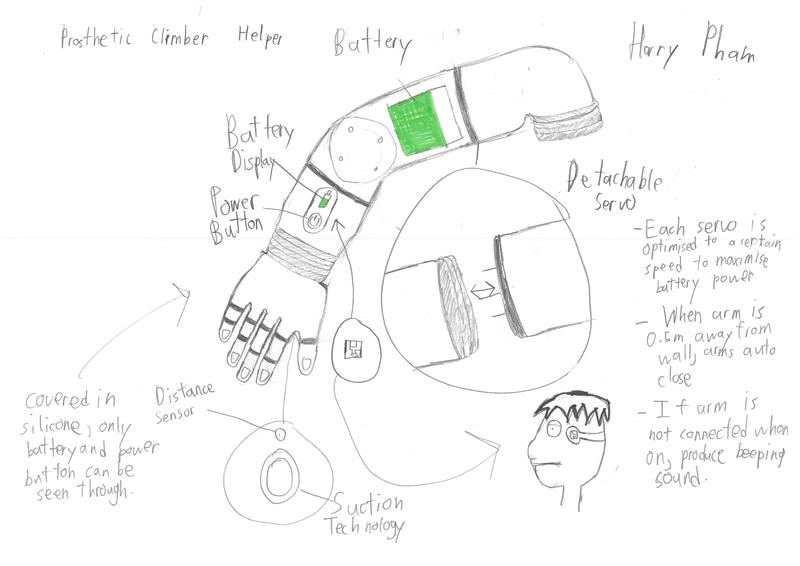 Prosthetic Climber Helper
Battery
Harry Pham
Battery
Display
Power
Button
Detachable
Servo
-Each servo is
optimised to a certain
speed to maximise
battery power
- When arm is
0.5m away from
wall, arms auto
close
- If arm is
not connected when
on, produce beeping
sound.
covered in
silicone, only
battery and power
button can be
seen through.
Distance
Sensor
Suction
Technology